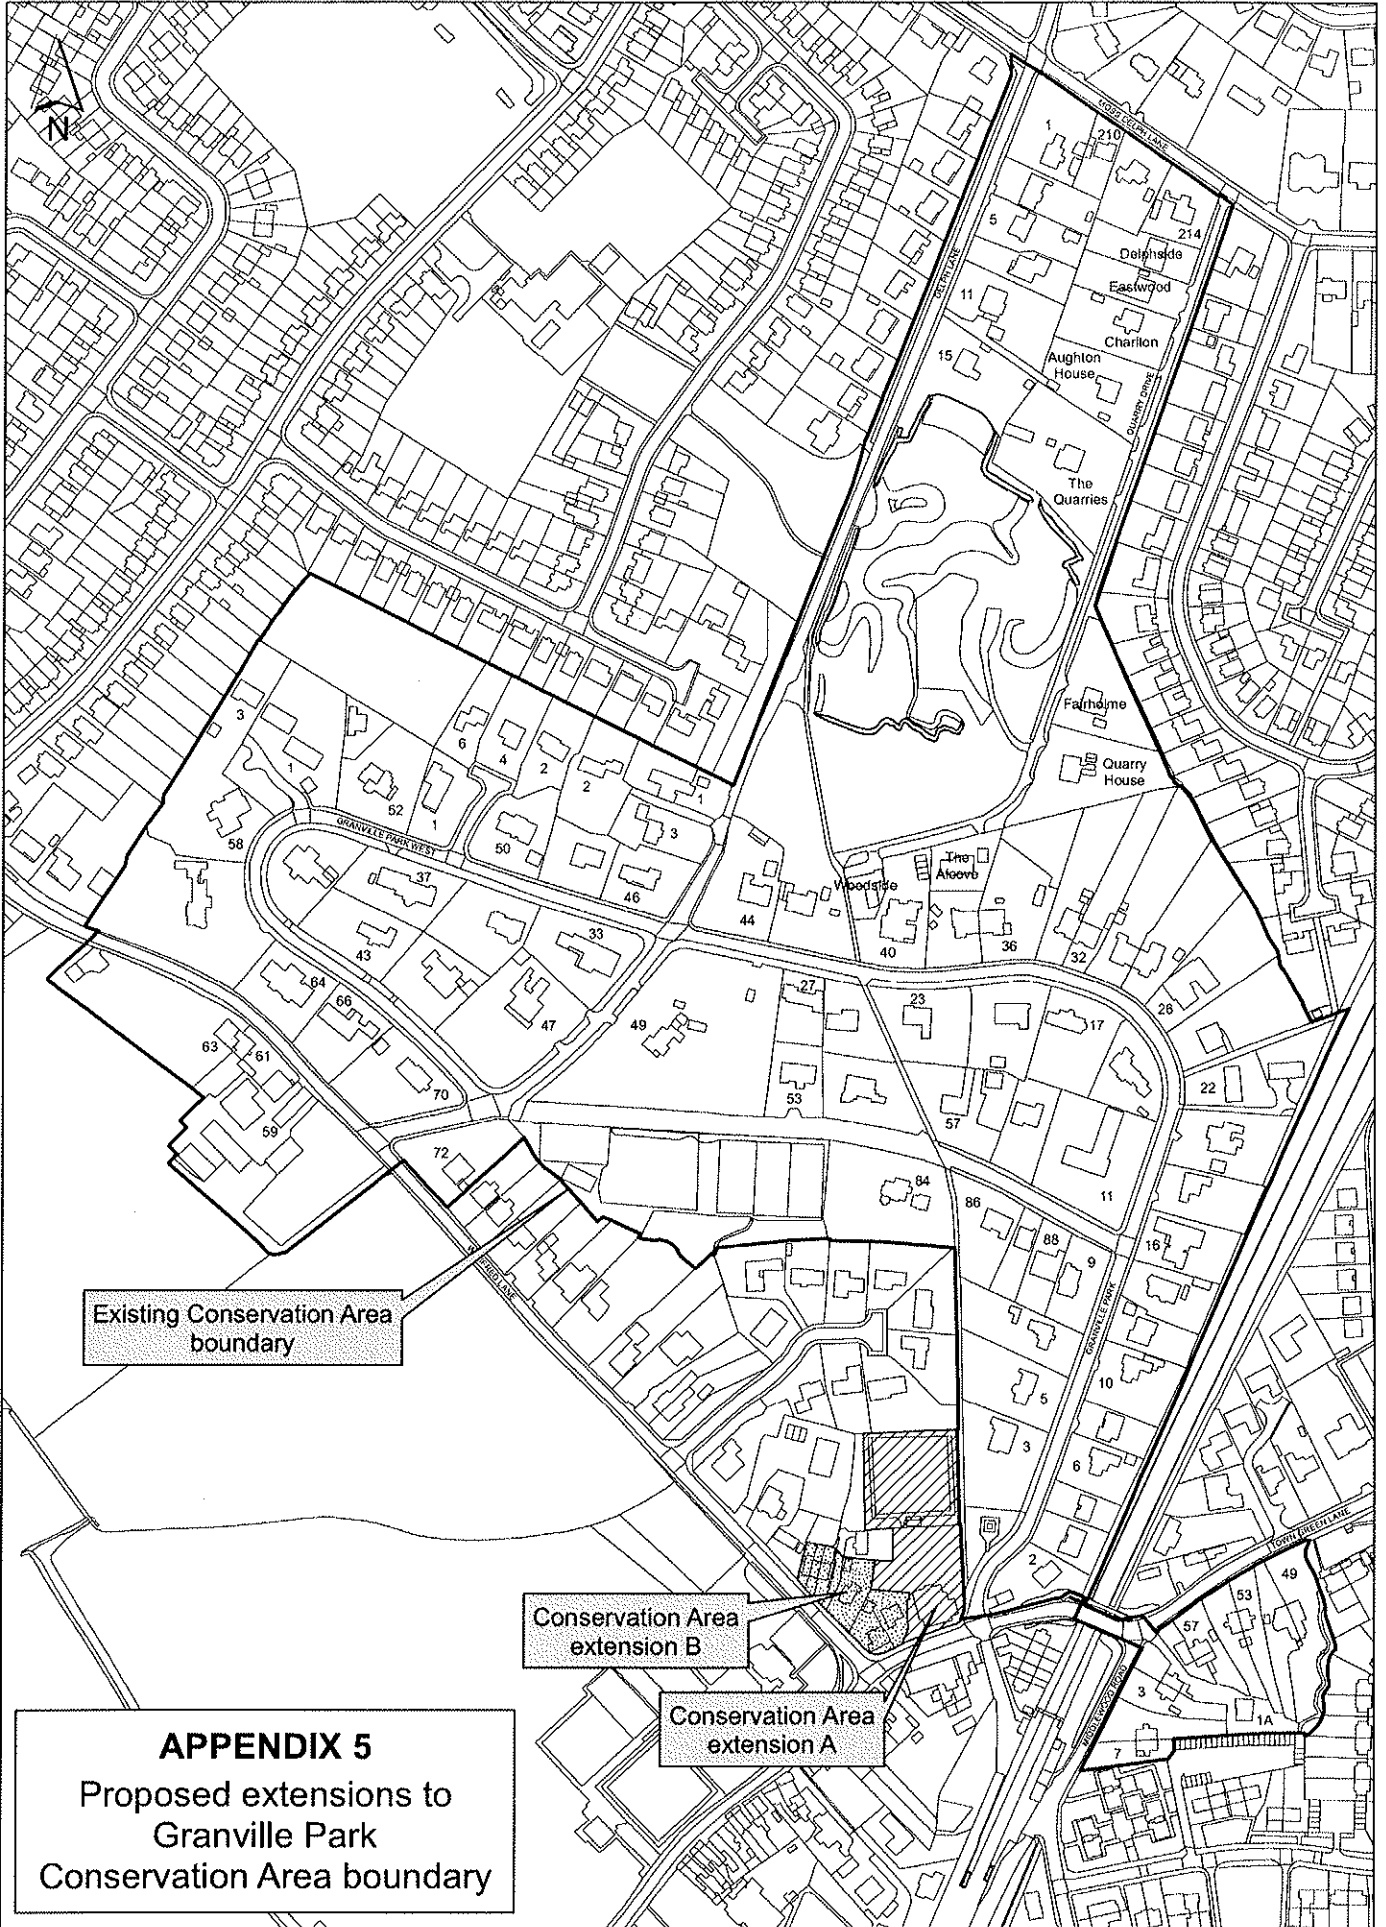 N
MOSS DELPH LANE
1
210
5
214
DELPH LANE
Delphside
Eastwood
11
Charlton
15
Aughton
House
QUARRY DRIVE
The
Quarries
Fairholme
3
6
4
2
2
1
Quarry
House
1
52
1
3
58
GRANVILLE PARK WEST
50
The
Alcove
37
46
Woodside
44
33
40
36
32
43
64
27
23
26
66
47
49
17
63
61
22
70
53
57
59
72
84
86
11
88
9
16
GRANVILLE PARK
Existing Conservation Area
boundary
10
5
3
6
TOWN GREEN LANE
2
49
53
57
Conservation Area
extension B
MIDDLEWOOD ROAD
3
Conservation Area
extension A
1A
7
APPENDIX 5
Proposed extensions to
Granville Park
Conservation Area boundary